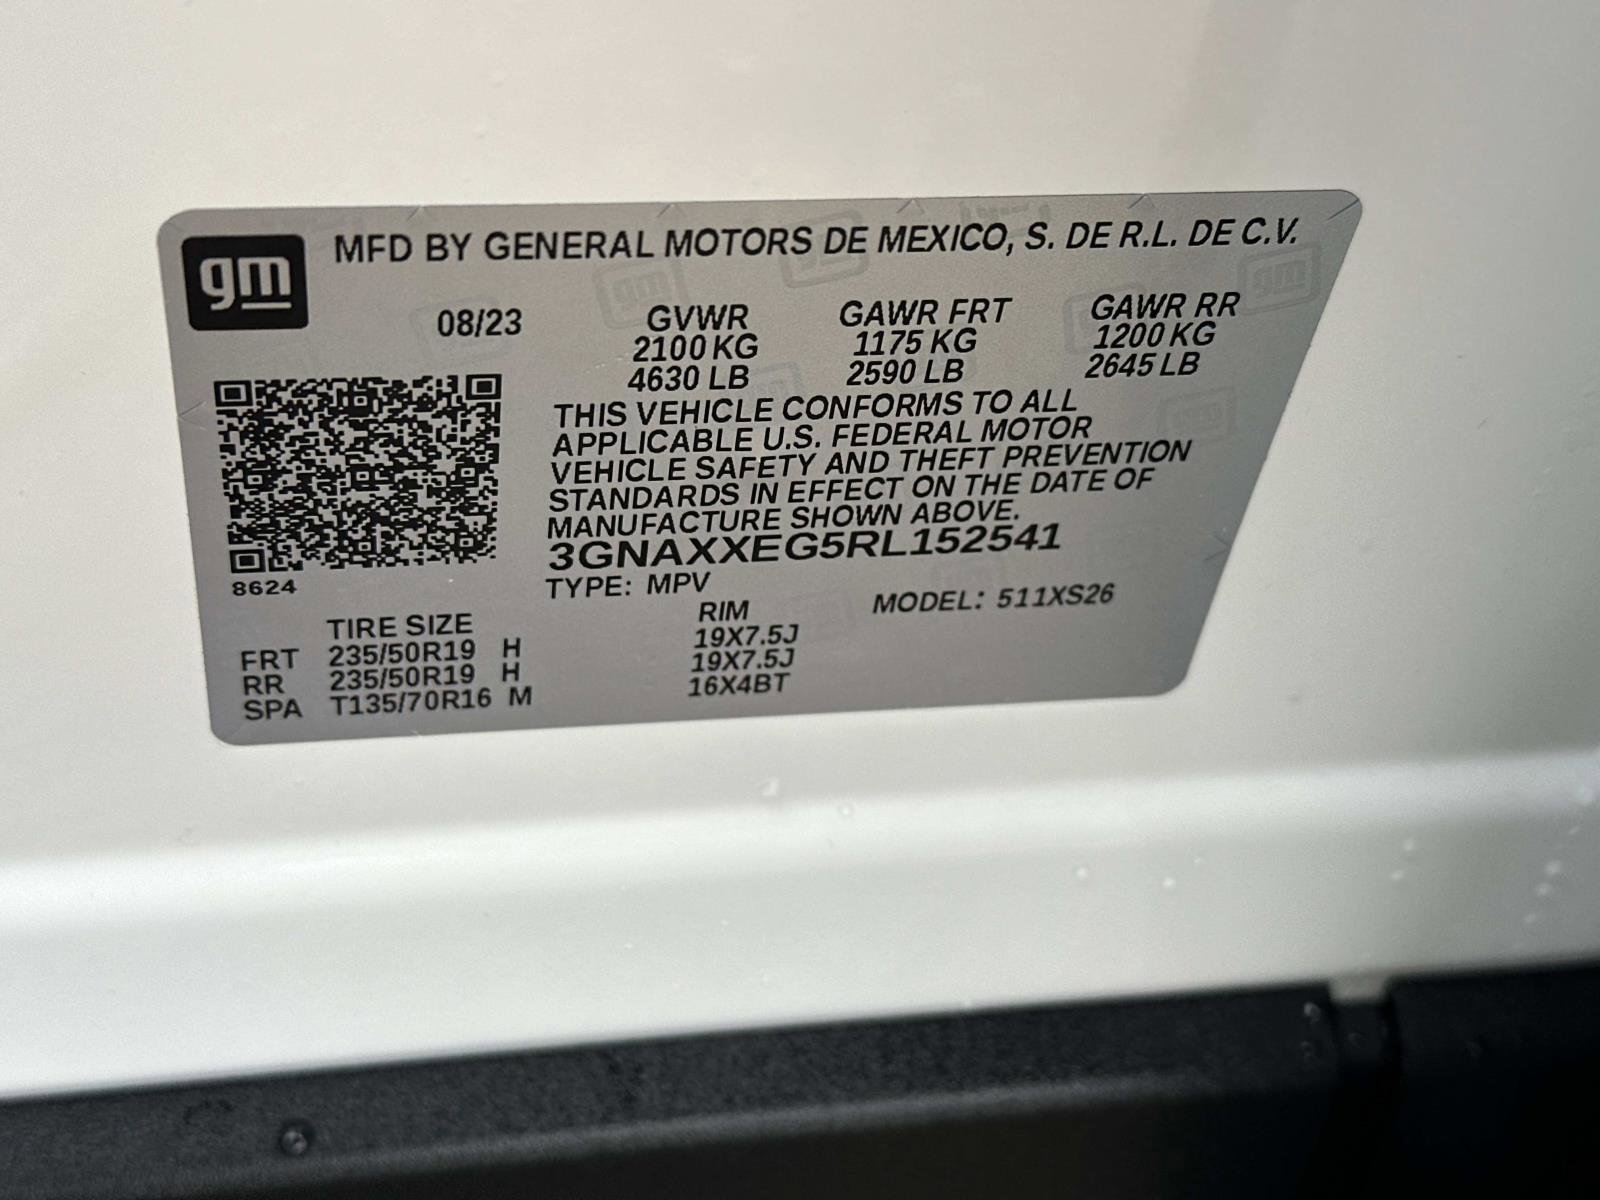 gm MFD BY GENERAL MOTORS DE MEXICO, S. DE R.L. DE C.V.
08/23 GVWR GAWR FRT GAWR RR
2100 KG 1175 KG 1200 KG
4630 LB 2590 LB 2645 LB
THIS VEHICLE CONFORMS TO ALL
APPLICABLE U.S. FEDERAL MOTOR
VEHICLE SAFETY AND THEFT PREVENTION
STANDARDS IN EFFECT ON THE DATE OF
MANUFACTURE SHOWN ABOVE.
3GNAXXEG5RL152541
8624 TYPE: MPV MODEL: 511XS26
TIRE SIZE RIM
FRT 235/50R19 H 19X7.5J
RR 235/50R19 H 19X7.5J
SPA T135/70R16 M 16X4BT